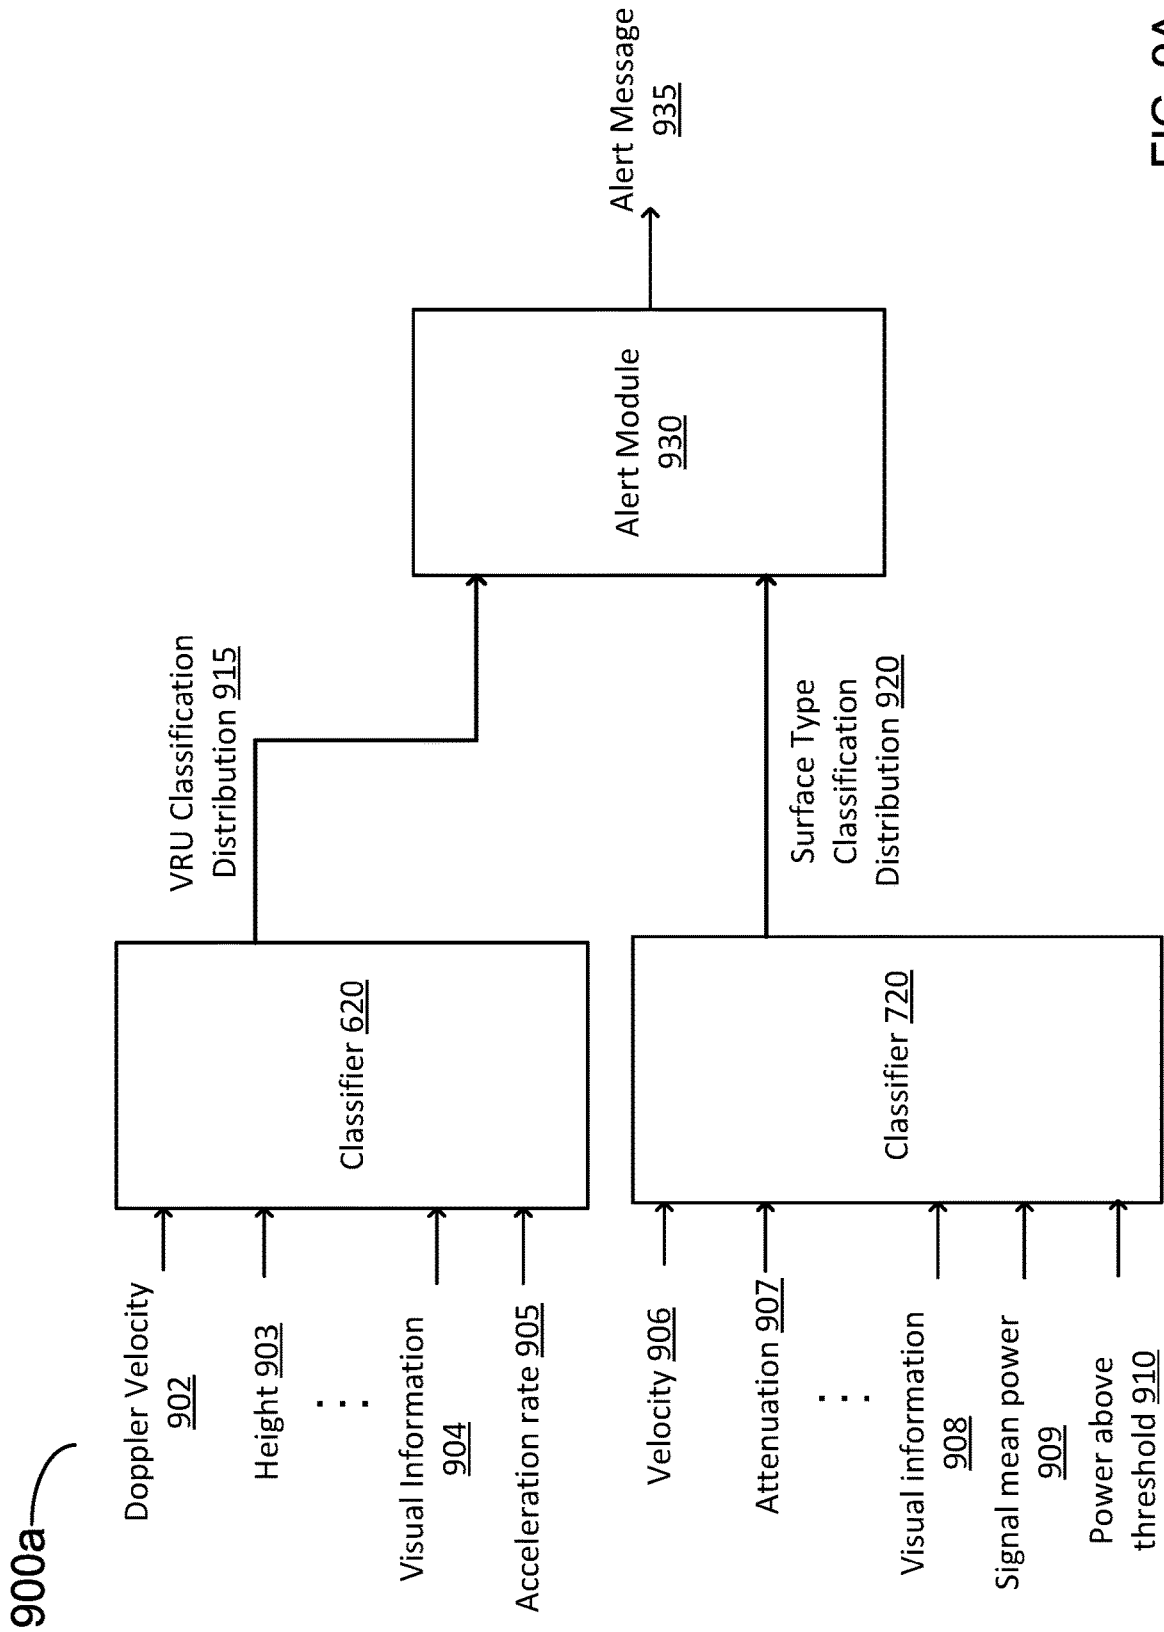 900a
Doppler Velocity
902
Height 903
...
Visual Information
904
Acceleration rate 905
Classifier 620
VRU Classification
Distribution 915
Velocity 906
Attenuation 907
...
Visual information
908
Signal mean power
909
Power above
threshold 910
Classifier 720
Surface Type
Classification
Distribution 920
Alert Module
930
Alert Message
935
FIG. 9A